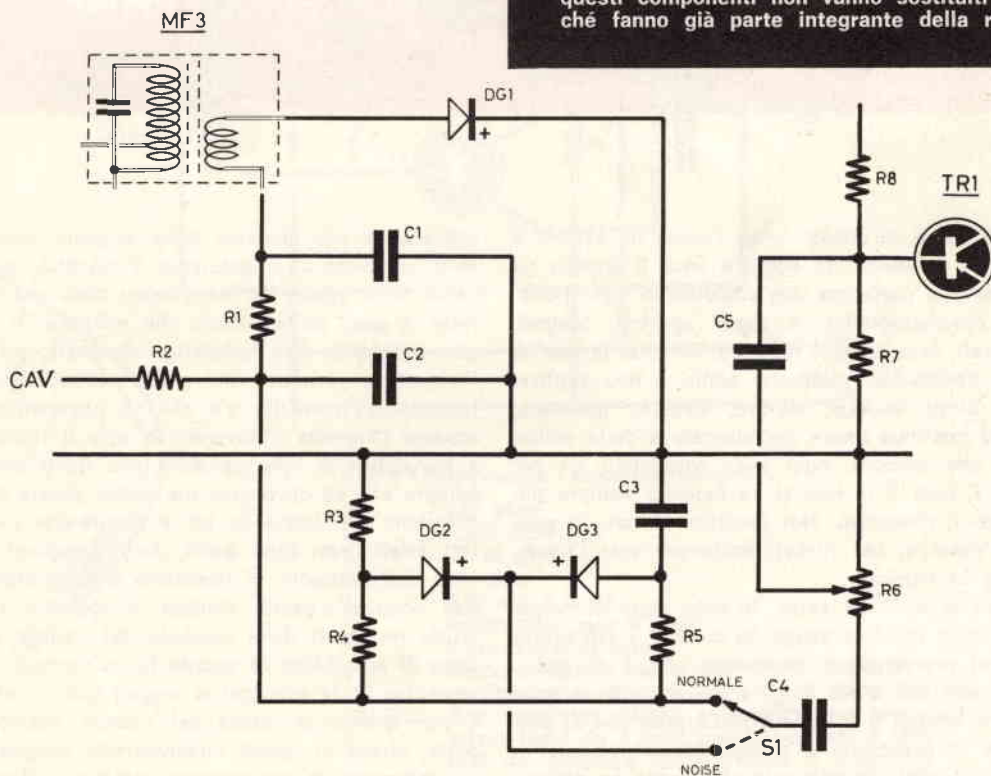 questi componenti non vanno sostituiti
ché fanno già parte integrante della
MF3
DG1
+
R8
TR1
C1
R1
C5
R2
C2
R7
CAV
R3
C3
DG2
+
DG3
+
R6
R4
R5
NORMALE
C4
S1
NOISE